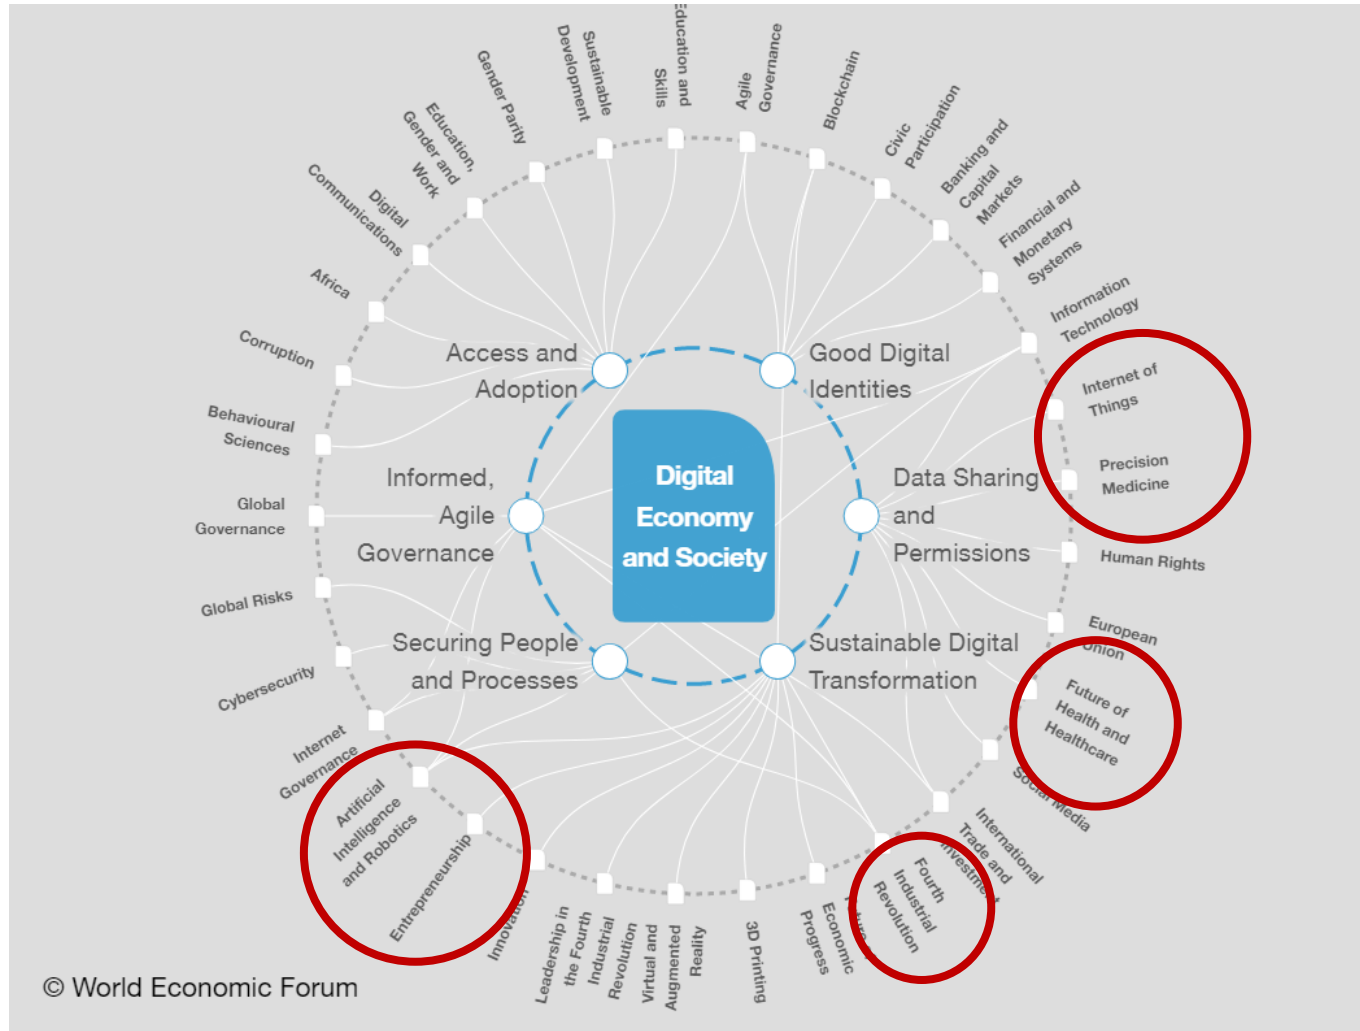 Education and
Skills
Agile
Governance
Blockchain
Civic
Participation
Banking and
Capital
Markets
Financial and
Monetary
Systems
Information
Technology
Internet of
Things
Precision
Medicine
Human Rights
European
Union
Future of
Health and
Healthcare
Social Media
International
Trade and
Investment
Fourth
Industrial
Revolution
Economic
Progress
3D Printing
Virtual and
Augmented
Reality
Leadership in
the Fourth
Industrial
Revolution
Innovation
Entrepreneurship
Artificial
Intelligence
and Robotics
Internet
Governance
Cybersecurity
Global Risks
Global
Governance
Behavioural
Sciences
Corruption
Africa
Digital
Communications
Education,
Gender and
Work
Gender Parity
Sustainable
Development
Access and
Adoption
Good Digital
Identities
Informed,
Agile
Governance
Digital
Economy
and Society
Data Sharing
and
Permissions
Securing People
and Processes
Sustainable Digital
Transformation
© World Economic Forum